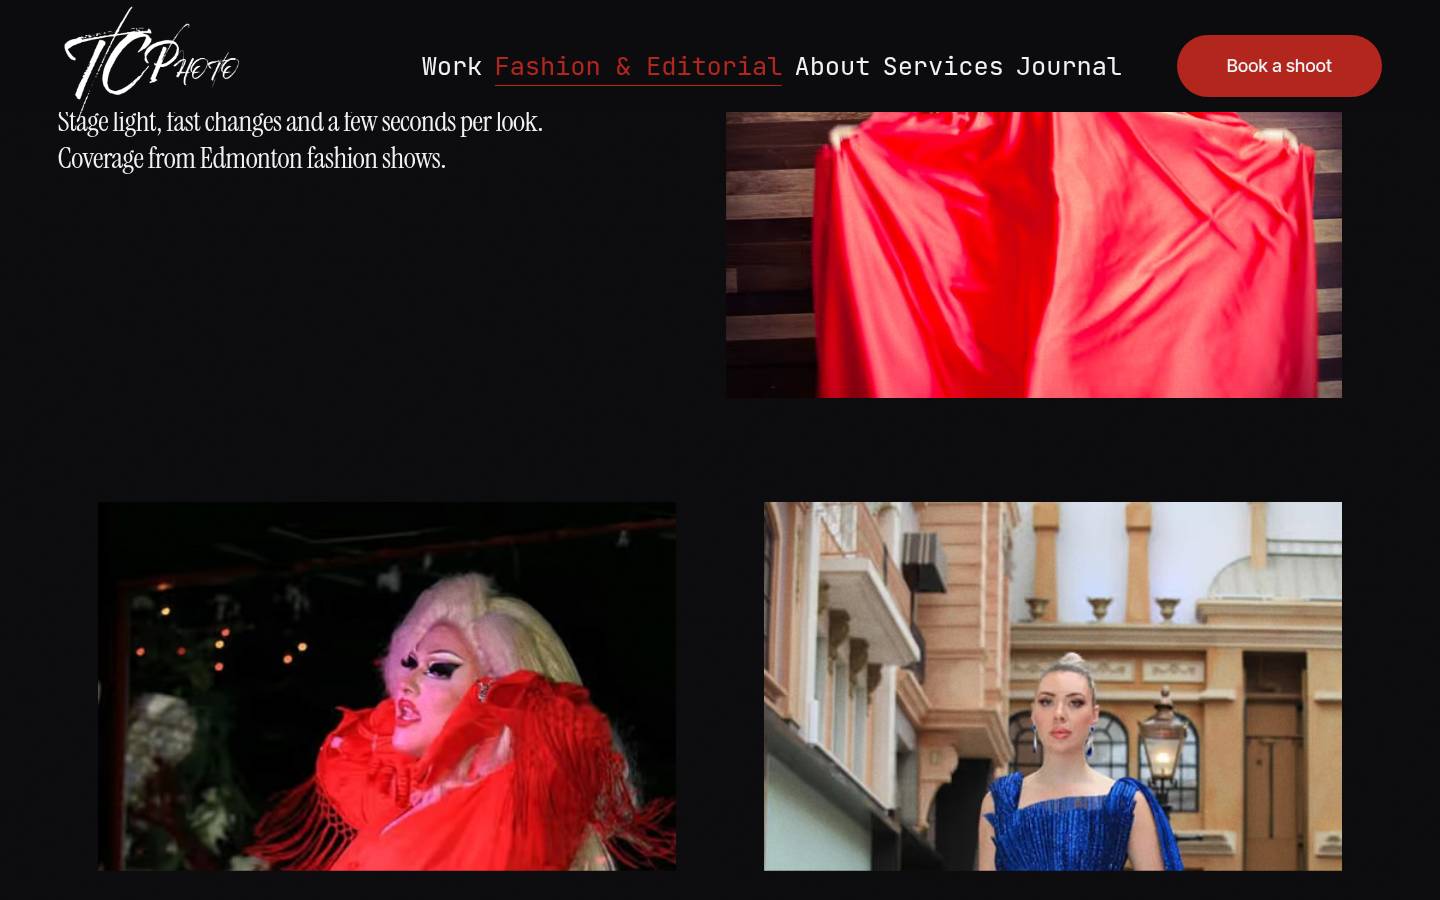 TCPHOTO
Work Fashion & Editorial About Services Journal
Book a shoot
Stage light, fast changes and a few seconds per look.
Coverage from Edmonton fashion shows.